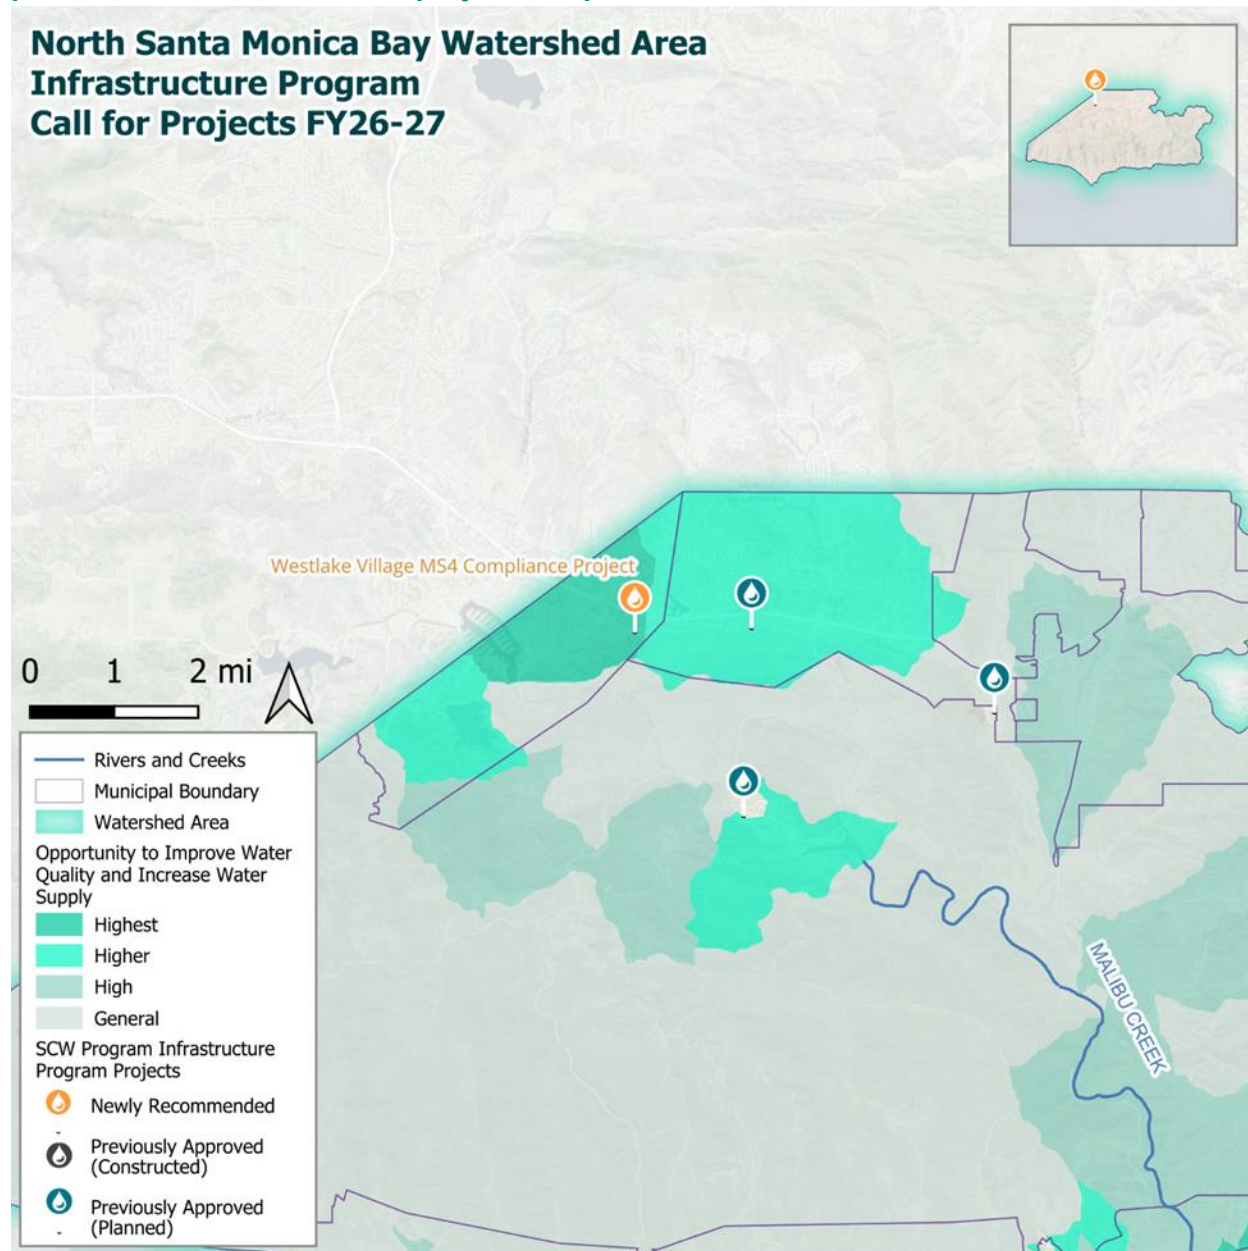 North Santa Monica Bay Watershed Area
Infrastructure Program
Call for Projects FY26-27
Westlake Village MS4 Compliance Project
0 1 2 mi
Rivers and Creeks
Municipal Boundary
Watershed Area
Opportunity to Improve Water
Quality and Increase Water
Supply
Highest
Higher
High
General
SCW Program Infrastructure
Program Projects
Newly Recommended
Previously Approved
(Constructed)
Previously Approved
(Planned)
MALIBU CREEK